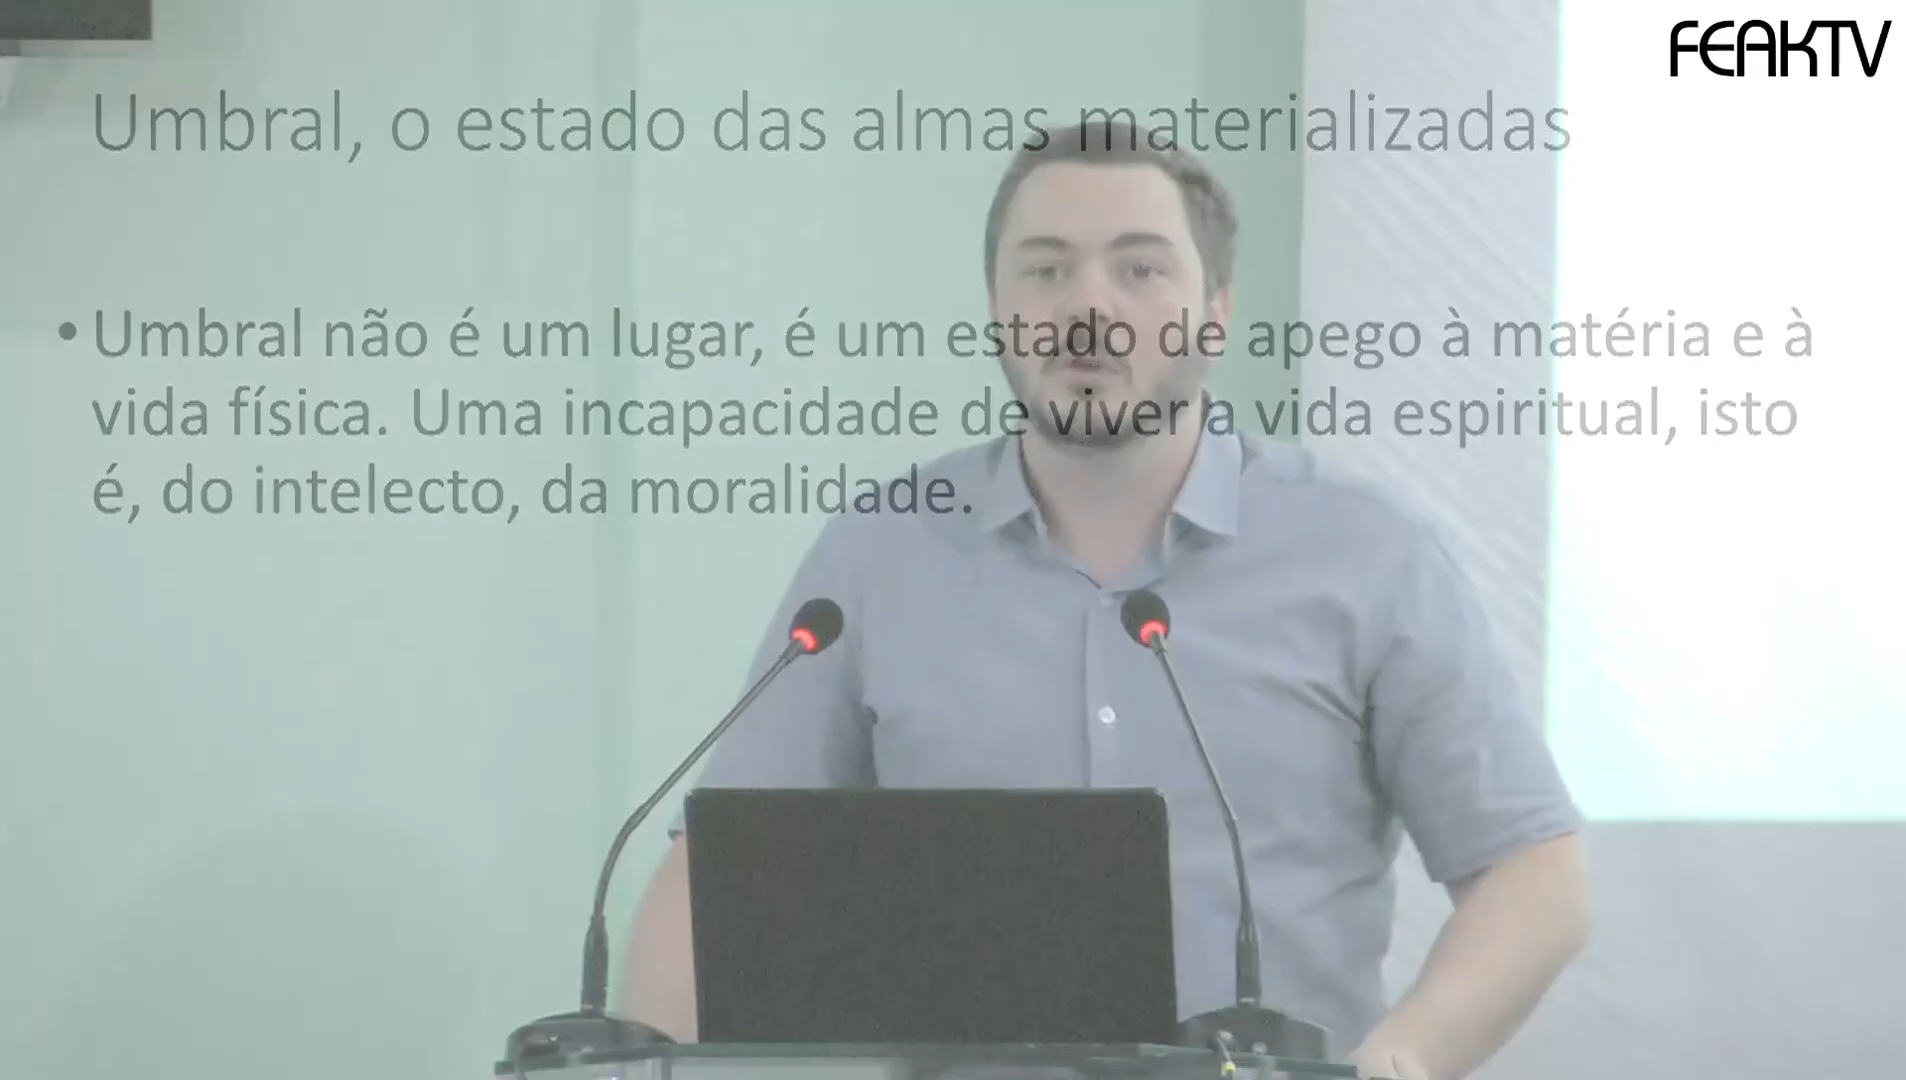 FEAKTV
Umbral, o estado das almas materializadas
• Umbral não é um lugar, é um estado de apego à matéria e à
vida física. Uma incapacidade de viver a vida espiritual, isto
é, do intelecto, da moralidade.